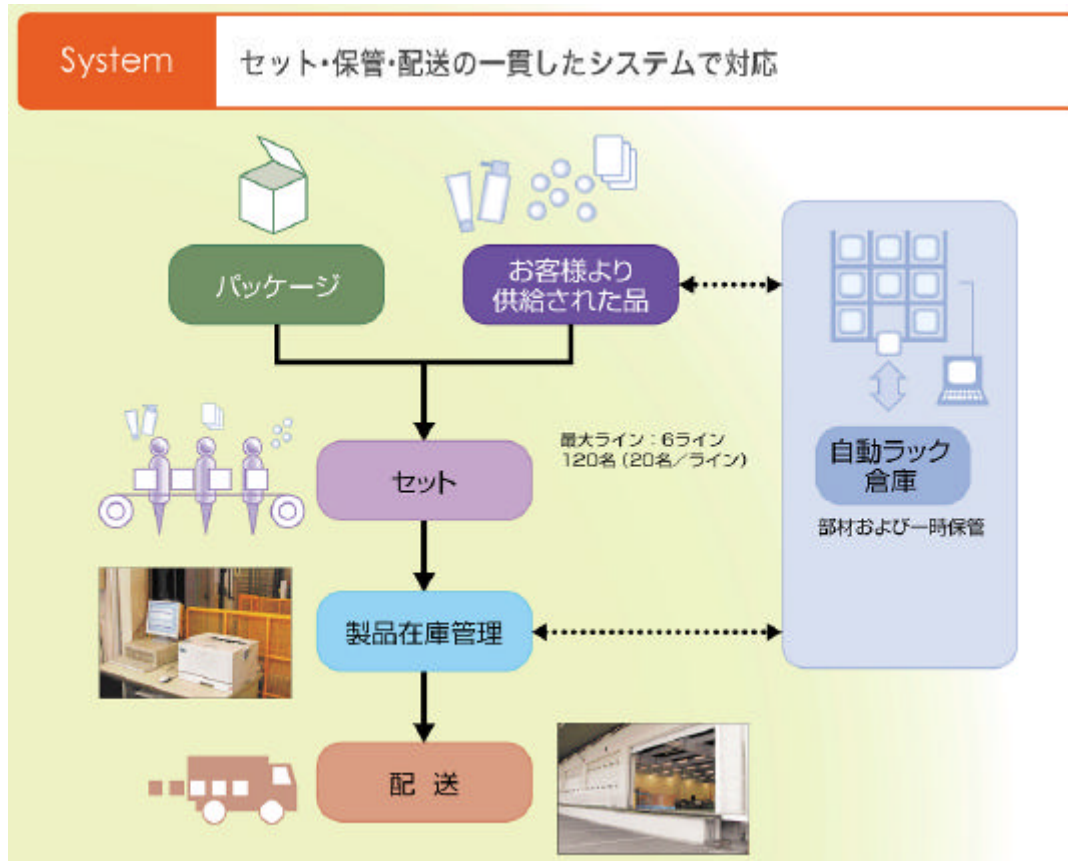 System
セット・保管・配送の一貫したシステムで対応
パッケージ
お客様より
供給された品
最大ライン：6ライン
120名（20名／ライン）
セット
自動ラック
倉庫
部材および一時保管
製品在庫管理
配 送